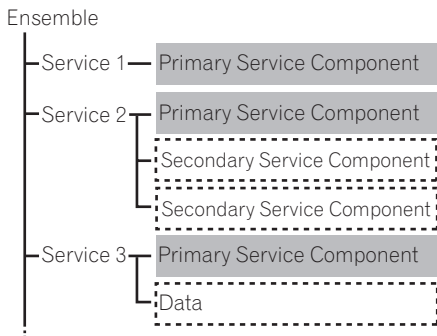 Ensemble
Service 1 Primary Service Component
Service 2 Primary Service Component
Secondary Service Component
Secondary Service Component
Service 3 Primary Service Component
Data